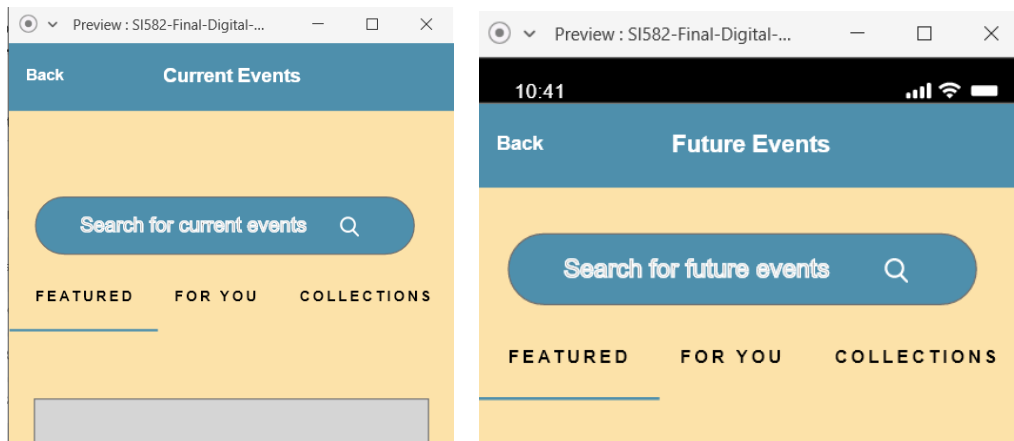 Preview : SI582-Final-Digital-...
Back Current Events
Search for current events
FEATURED FOR YOU COLLECTIONS
Preview : SI582-Final-Digital-...
10:41
Back Future Events
Search for future events
FEATURED FOR YOU COLLECTIONS